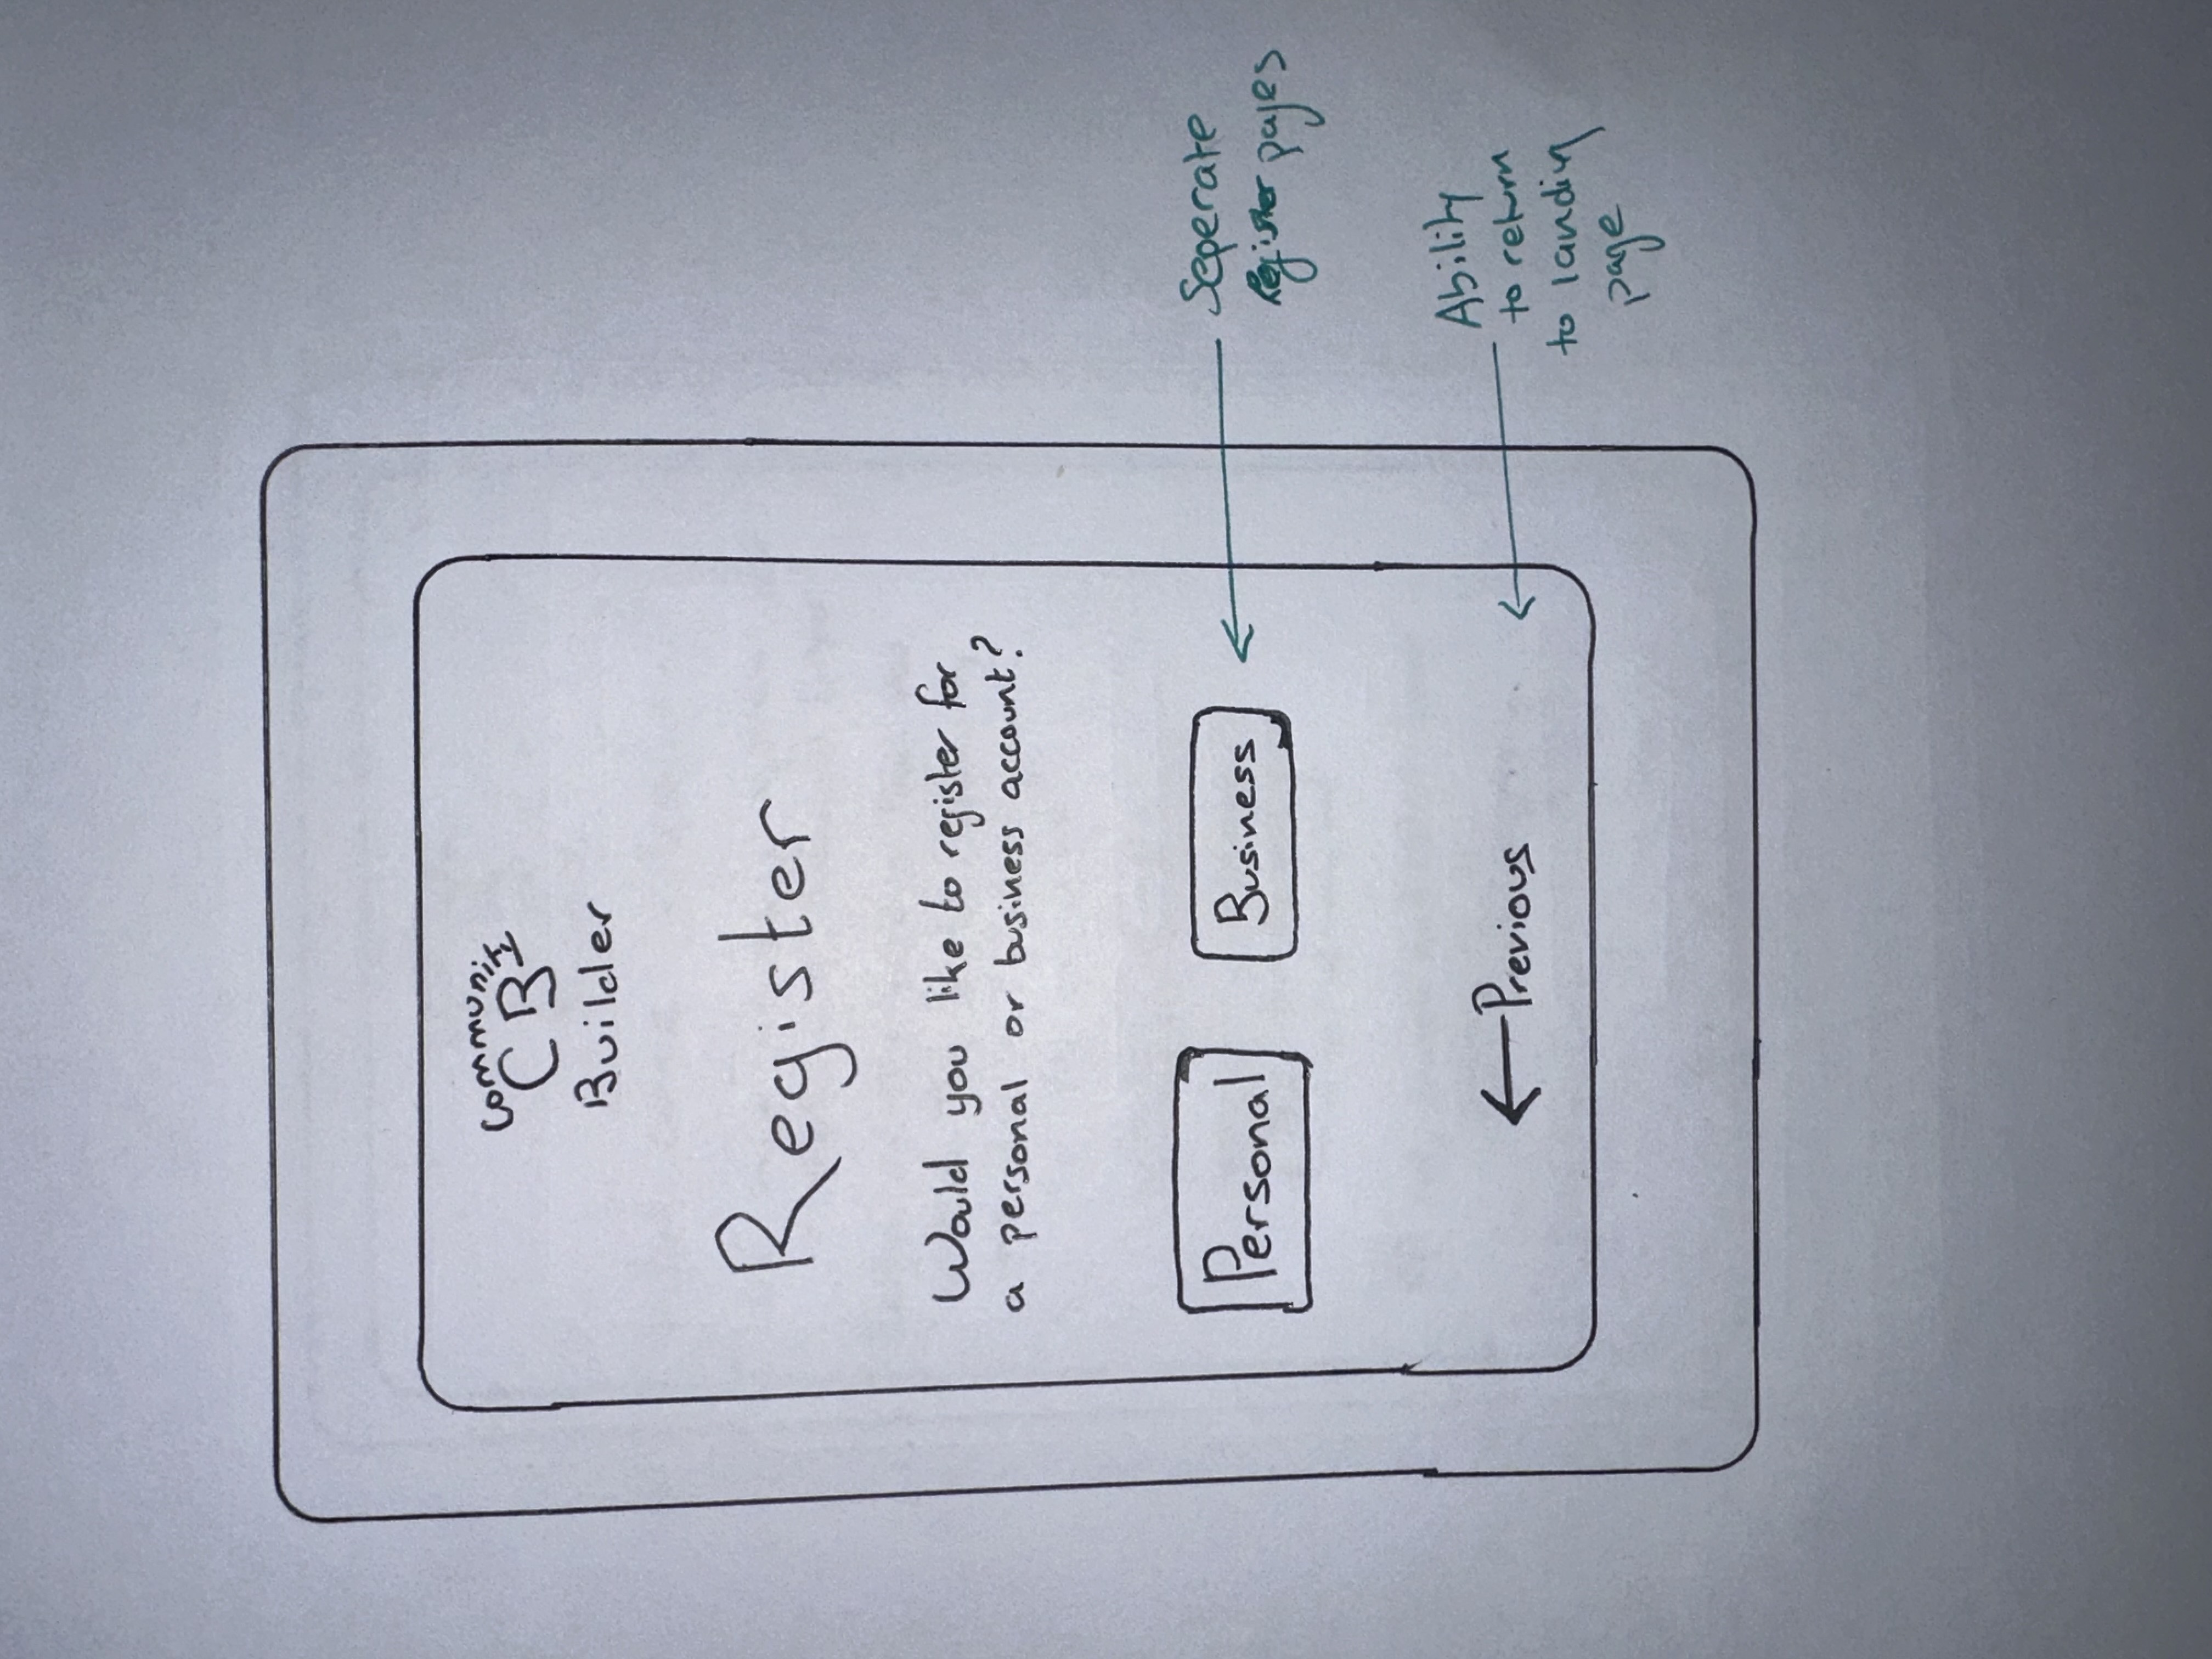 Community
CB
Builder
Register
Would you like to register for
a personal or business account?
Personal
Business
Seperate
Register pages
← Previous
Ability
to return
to landing
page